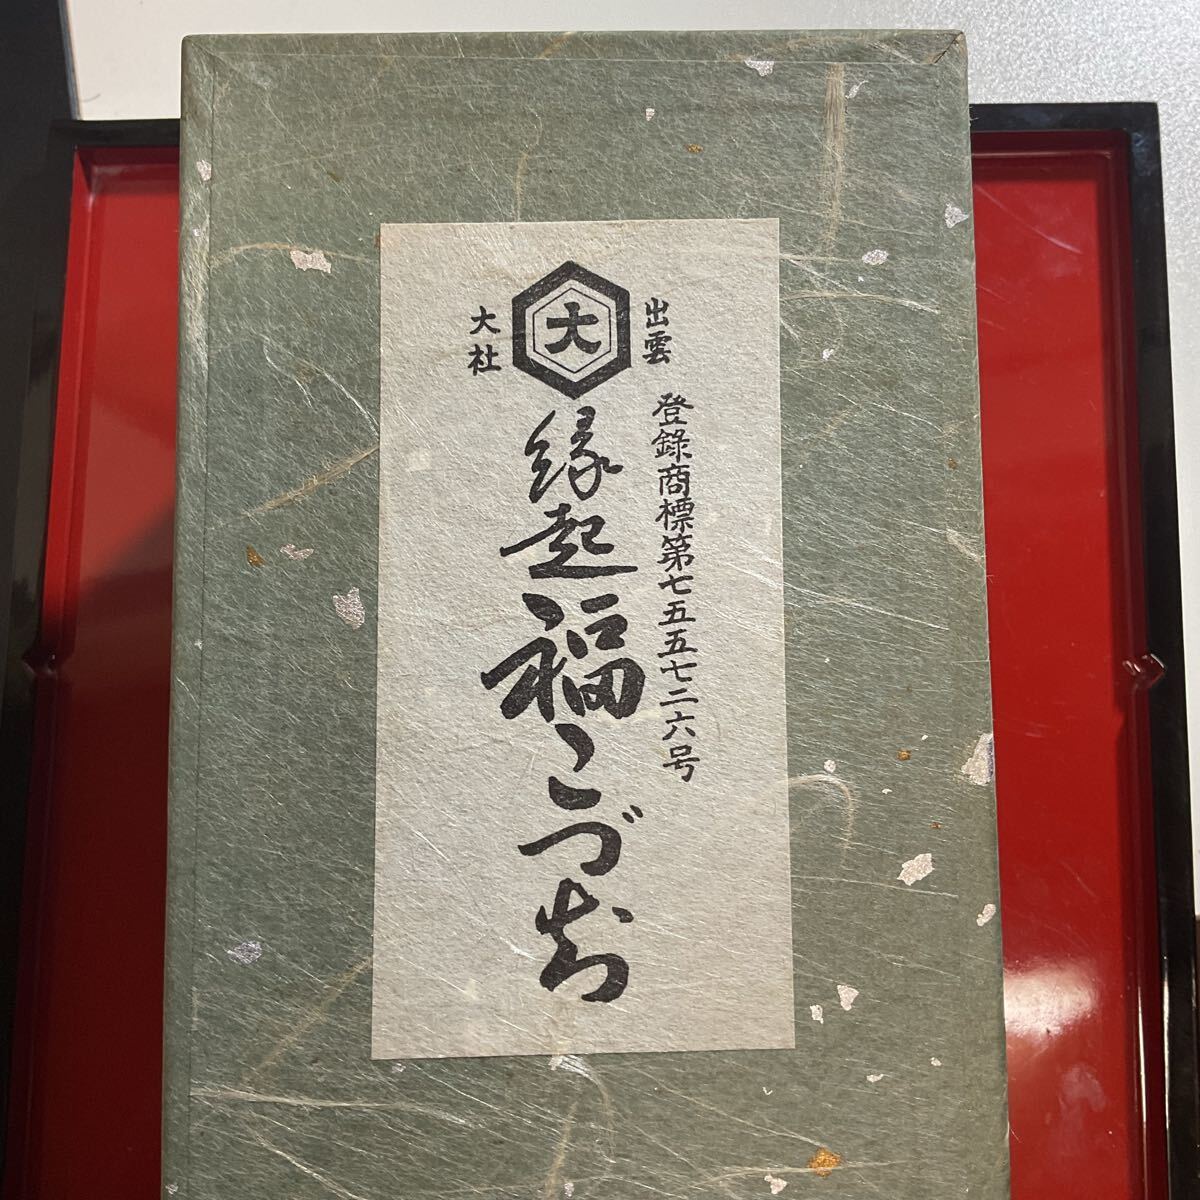 出雲
大
大社
登録商標第七五五七二六号
縁起福こづち